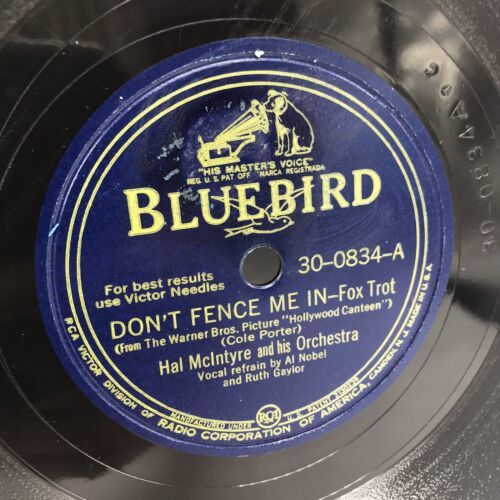 "HIS MASTER'S VOICE"
REG. U.S. PAT. OFF. MARCA REGISTRADA
BLUEBIRD
For best results
use Victor Needles
30-0834-A
DON'T FENCE ME IN-Fox Trot
(From The Warner Bros. Picture "Hollywood Canteen")
(Cole Porter)
Hal McIntyre and his Orchestra
Vocal refrain by Al Nobel
and Ruth Gaylor
MANUFACTURED UNDER RCA U.S. PATENT
RCA VICTOR DIVISION OF RADIO CORPORATION OF AMERICA, CAMDEN, N. J. MADE IN U.S.A.